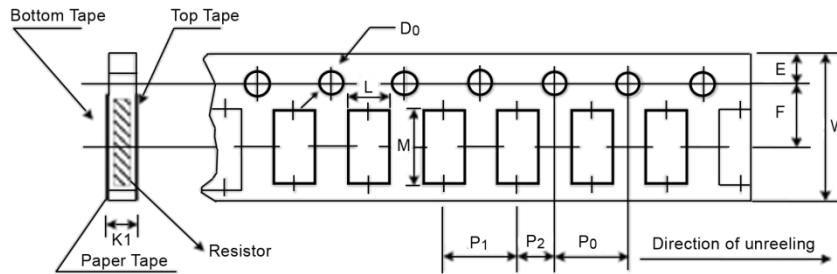 Bottom Tape
Top Tape
D0
E
L
F
W
M
K1
Resistor
P1
P2
P0
Direction of unreeling
Paper Tape